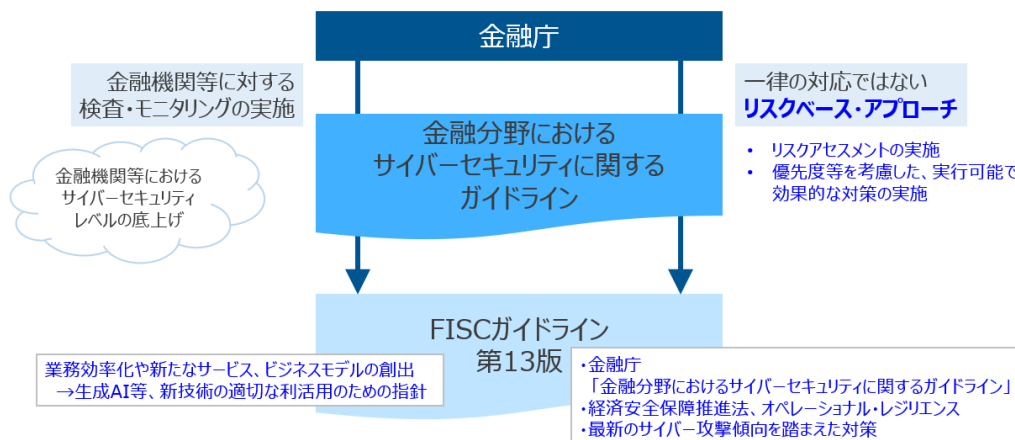 金融庁
金融機関等に対する
検査・モニタリングの実施
一律の対応ではない
リスクベース・アプローチ
金融分野における
サイバーセキュリティに関する
ガイドライン
• リスクアセスメントの実施
• 優先度等を考慮した、実行可能で
効果的な対策の実施
金融機関等における
サイバーセキュリティ
レベルの底上げ
FISCガイドライン
第13版
業務効率化や新たなサービス、ビジネスモデルの創出
→生成AI等、新技術の適切な利活用のための指針
・金融庁
「金融分野におけるサイバーセキュリティに関するガイドライン」
・経済安全保障推進法、オペレーショナル・レジリエンス
・最新のサイバー攻撃傾向を踏まえた対策